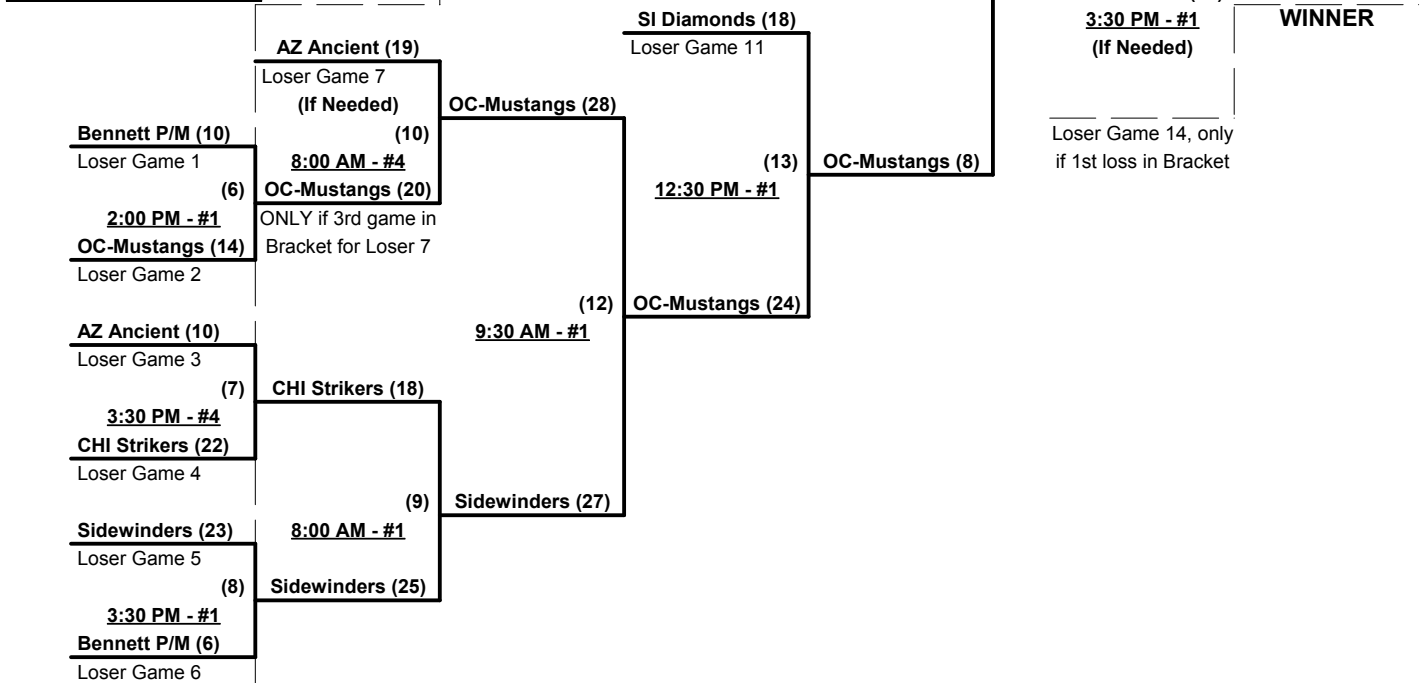 SI Diamonds (18)
3:30 PM - #1
WINNER
AZ Ancient (19)
Loser Game 11
(If Needed)
Loser Game 7
(If Needed)
OC-Mustangs (28)
Bennett P/M (10)
(10)
Loser Game 14, only
Loser Game 1
8:00 AM - #4
(13)
OC-Mustangs (8)
if 1st loss in Bracket
(6)
OC-Mustangs (20)
12:30 PM - #1
2:00 PM - #1
ONLY if 3rd game in
OC-Mustangs (14)
Bracket for Loser 7
Loser Game 2
(12)
OC-Mustangs (24)
AZ Ancient (10)
9:30 AM - #1
Loser Game 3
(7)
CHI Strikers (18)
3:30 PM - #4
CHI Strikers (22)
Loser Game 4
(9)
Sidewinders (27)
Sidewinders (23)
8:00 AM - #1
Loser Game 5
(8)
Sidewinders (25)
3:30 PM - #1
Bennett P/M (6)
Loser Game 6